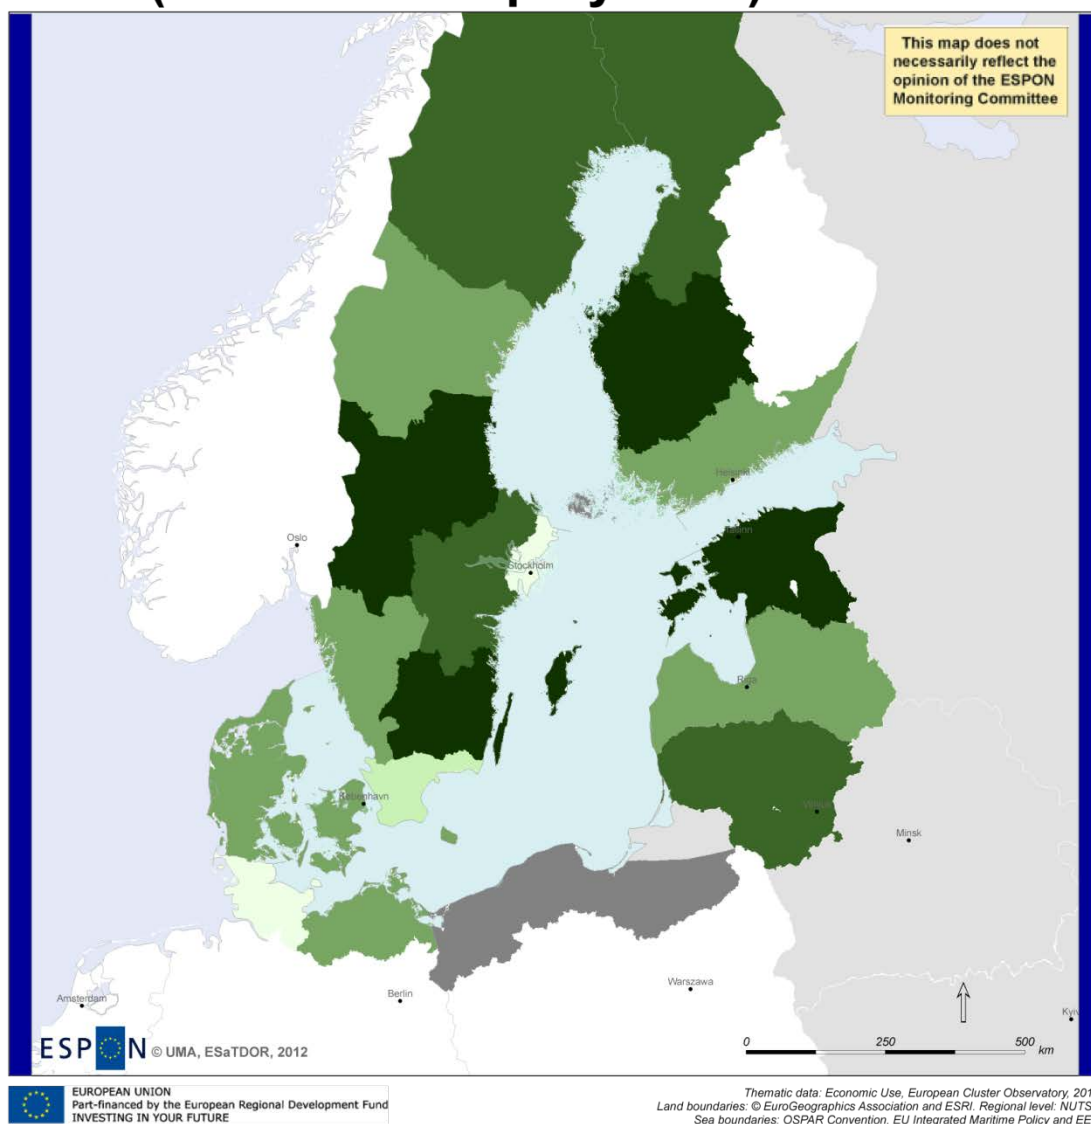 This map does not
necessarily reflect the
opinion of the ESPON
Monitoring Committee
Helsinki
Oslo
Tallinn
Stockholm
Riga
København
Vilnius
Minsk
Warszawa
Berlin
Amsterdam
ESPON © UMA, ESaTDOR, 2012
0 250 500
km
EUROPEAN UNION
Part-financed by the European Regional Development Fund
INVESTING IN YOUR FUTURE
Thematic data: Economic Use, European Cluster Observatory, 201
Land boundaries: © EuroGeographics Association and ESRI. Regional level: NUTS
Sea boundaries: OSPAR Convention, EU Integrated Maritime Policy and EE